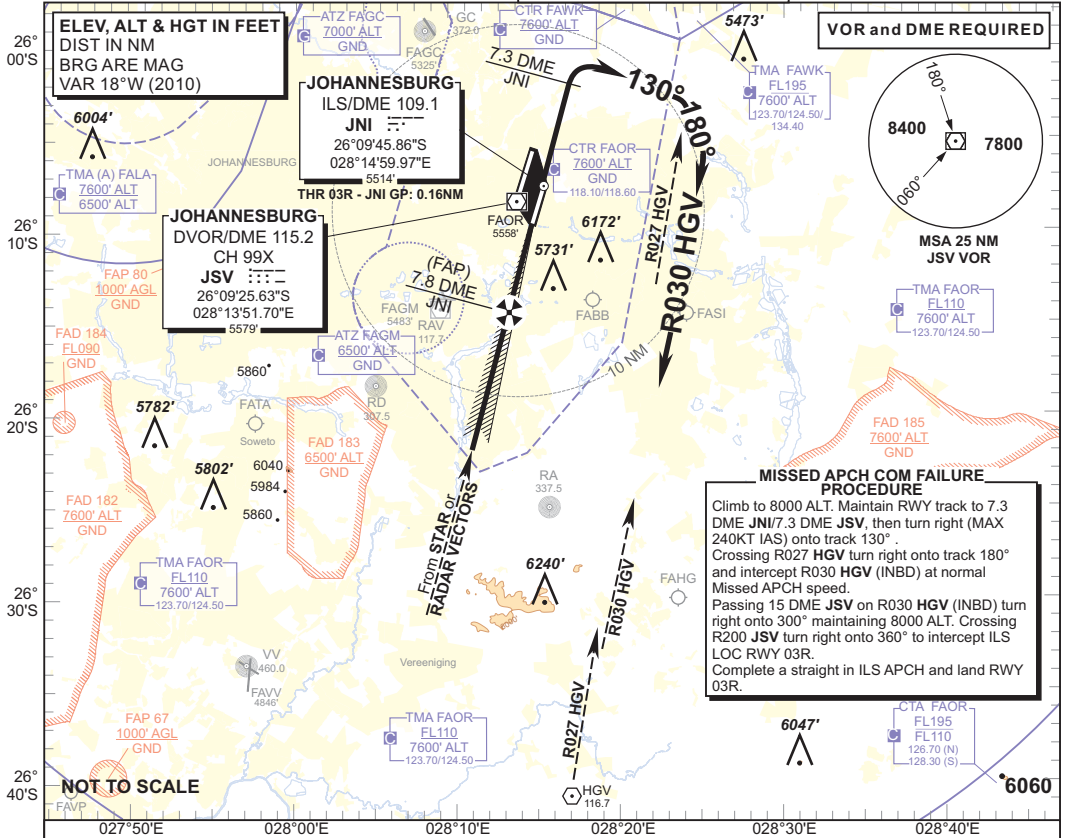 ELEV, ALT & HGT IN FEET
DIST IN NM
BRG ARE MAG
VAR 18°W (2010)
ATZ FAGC
7000' ALT
GND
G
GC
372.0
FAGC
5325'
CTR FAWK
7600' ALT
GND
C
5473'
VOR and DME REQUIRED
TMA FAWK
FL195
7600' ALT
123.70/124.50/
134.40
C
180°
8400
7800
060°
MSA 25 NM
JSV VOR
26°
00'S
6004'
JOHANNESBURG
TMA (A) FALA
7600' ALT
6500' ALT
C
JOHANNESBURG
ILS/DME 109.1
JNI
26°09'45.86"S
028°14'59.97"E
5514'
THR 03R - JNI GP: 0.16NM
7.3 DME
JNI
130°
180°
CTR FAOR
7600' ALT
GND
118.10/118.60
C
R027 HGV
R030 HGV
JOHANNESBURG
DVOR/DME 115.2
CH 99X
JSV
26°09'25.63"S
028°13'51.70"E
5579'
FAOR
5558'
26°
10'S
6172'
5731'
(FAP)
7.8 DME
JNI
FAP 80
1000' AGL
GND
FAGM
5483'
RAV
117.7
FABB
FASI
TMA FAOR
FL110
7600' ALT
123.70/124.50
C
FAD 184
FL090
GND
ATZ FAGM
6500' ALT
GND
C
10 NM
5860'
RD
307.5
26°
20'S
5782'
FATA
Soweto
FAD 183
6500' ALT
GND
FAD 185
7600' ALT
GND
5802'
6040
5984
5860
RA
337.5
FAD 182
7600' ALT
GND
From STAR or
RADAR VECTORS
MISSED APCH COM FAILURE
PROCEDURE
Climb to 8000 ALT. Maintain RWY track to 7.3
DME JNI/7.3 DME JSV, then turn right (MAX
240KT IAS) onto track 130° .
Crossing R027 HGV turn right onto track 180°
and intercept R030 HGV (INBD) at normal
Missed APCH speed.
Passing 15 DME JSV on R030 HGV (INBD) turn
right onto 300° maintaining 8000 ALT. Crossing
R200 JSV turn right onto 360° to intercept ILS
LOC RWY 03R.
Complete a straight in ILS APCH and land RWY
03R.
TMA FAOR
FL110
7600' ALT
123.70/124.50
C
26°
30'S
6240'
R030 HGV
FAHG
VV
460.0
FAVV
4846'
Vereeniging
R027 HGV
FAP 67
1000' AGL
GND
TMA FAOR
FL110
7600' ALT
123.70/124.50
C
6047'
CTA FAOR
FL195
FL110
126.70 (N)
128.30 (S)
C
26°
40'S
NOT TO SCALE
FAVP
HGV
116.7
6060
027°50'E
028°00'E
028°10'E
028°20'E
028°30'E
028°40'E